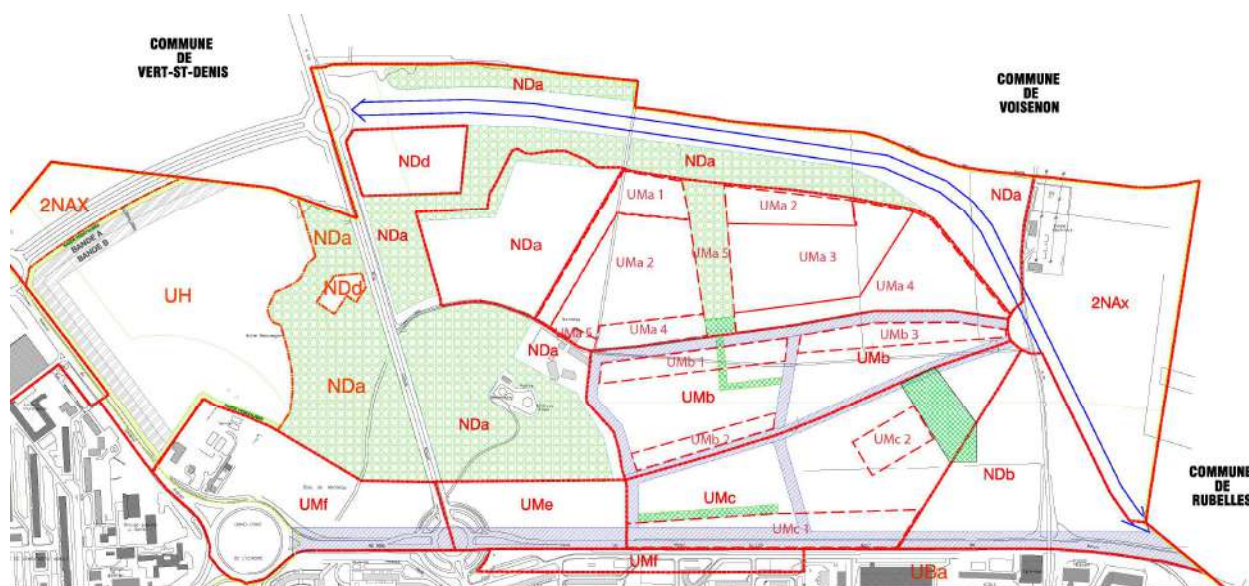 COMMUNE
DE
VERT-ST-DENIS
COMMUNE
DE
VOISENON
NDa
NDd
NDa
NDa
2NAX
BANDE A
BANDE B
UH
NDa
NDd
NDa
NDa
NDa
UMa 1
UMa 2
UMa 5
UMa 2
UMa 3
UMa 4
2NAx
UMa 5
UMa 4
NDa
UMb 1
UMb 3
UMb
UMb
NDa
UMb 2
UMc 2
NDb
COMMUNE
DE
RUBELLES
UMf
UMe
UMc
UMc 1
UMf
UBa